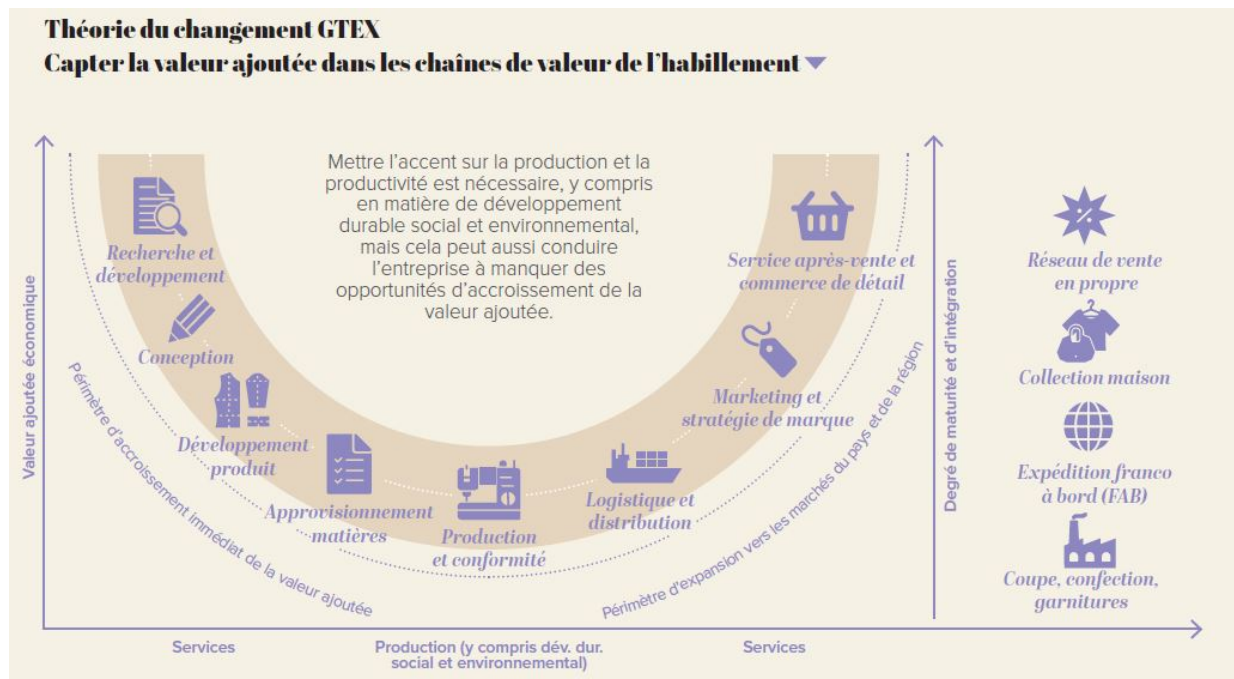 Théorie du changement GTEX
Capter la valeur ajoutée dans les chaînes de valeur de l’habillement
Mettre l’accent sur la production et la
productivité est nécessaire, y compris
en matière de développement
durable social et environnemental,
mais cela peut aussi conduire
l’entreprise à manquer des
opportunités d’accroissement de la
valeur ajoutée.
Valeur ajoutée économique
Recherche et
développement
Conception
Développement
produit
Approvisionnement
matières
Production
et conformité
Logistique et
distribution
Marketing et
stratégie de marque
Service après-vente et
commerce de détail
Périmètre d’accroissement immédiat de la valeur ajoutée
Périmètre d’expansion vers les marchés du pays et de la région
Degré de maturité et d’intégration
Réseau de vente
en propre
Collection maison
Expédition franco
à bord (FAB)
Coupe, confection,
garnitures
Services
Production (y compris dév. dur.
social et environnemental)
Services